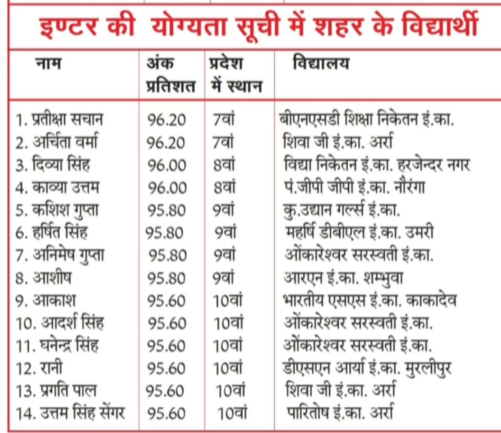 इण्टर की योग्यता सूची में शहर के विद्यार्थी
नाम अंक प्रतिशत प्रदेश में स्थान विद्यालय
1. प्रतीक्षा सचान 96.20 7वां बीएनएसडी शिक्षा निकेतन इं.का.
2. अर्चिता वर्मा 96.20 7वां शिवा जी इं.का. अर्रा
3. दिव्या सिंह 96.00 8वां विद्या निकेतन इं.का. हरजेन्दर नगर
4. काव्या उत्तम 96.00 8वां पं.जीपी जीपी इं.का. नौरंगा
5. कशिश गुप्ता 95.80 9वां कु.उद्यान गर्ल्स इं.का.
6. हर्षित सिंह 95.80 9वां महर्षि डीबीएल इं.का. उमरी
7. अनिमेष गुप्ता 95.80 9वां ओंकारेश्वर सरस्वती इं.का.
8. आशीष 95.80 9वां आरएन इं.का. शम्भुवा
9. आकाश 95.60 10वां भारतीय एसएस इं.का. काकादेव
10. आदर्श सिंह 95.60 10वां ओंकारेश्वर सरस्वती इं.का.
11. घनेन्द्र सिंह 95.60 10वां ओंकारेश्वर सरस्वती इं.का.
12. रानी 95.60 10वां डीएसएन आर्या इं.का. मुरलीपुर
13. प्रगति पाल 95.60 10वां शिवा जी इं.का. अर्रा
14. उत्तम सिंह सेंगर 95.60 10वां पारितोष इं.का. अर्रा